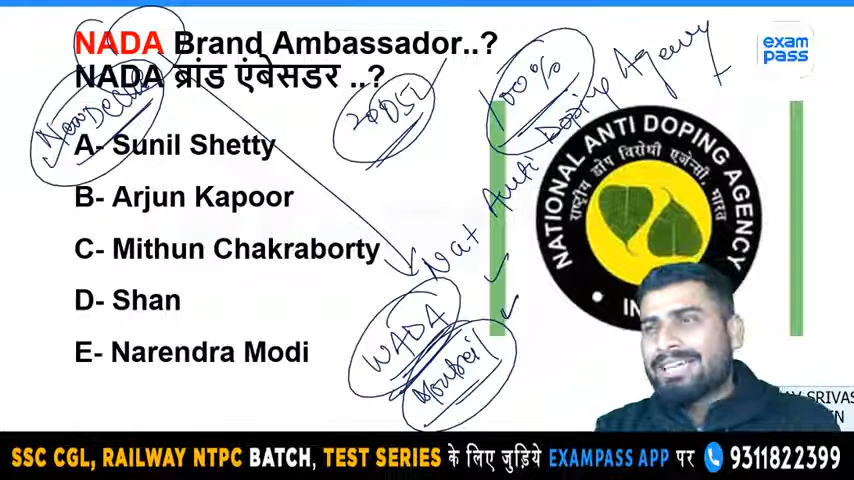 NADA Brand Ambassador..?
NADA ब्रांड एंबेसडर ..?
exam
pass
New Delhi
2005
100%
Nat Anti Doping Agency
A- Sunil Shetty
B- Arjun Kapoor
C- Mithun Chakraborty
D- Shan
E- Narendra Modi
WADA
NATIONAL ANTI DOPING AGENCY
राष्ट्रीय डोप विरोधी एजेन्सी, भारत
SSC CGL, RAILWAY NTPC BATCH, TEST SERIES के लिए जुड़िये EXAMPASS APP पर 9311822399